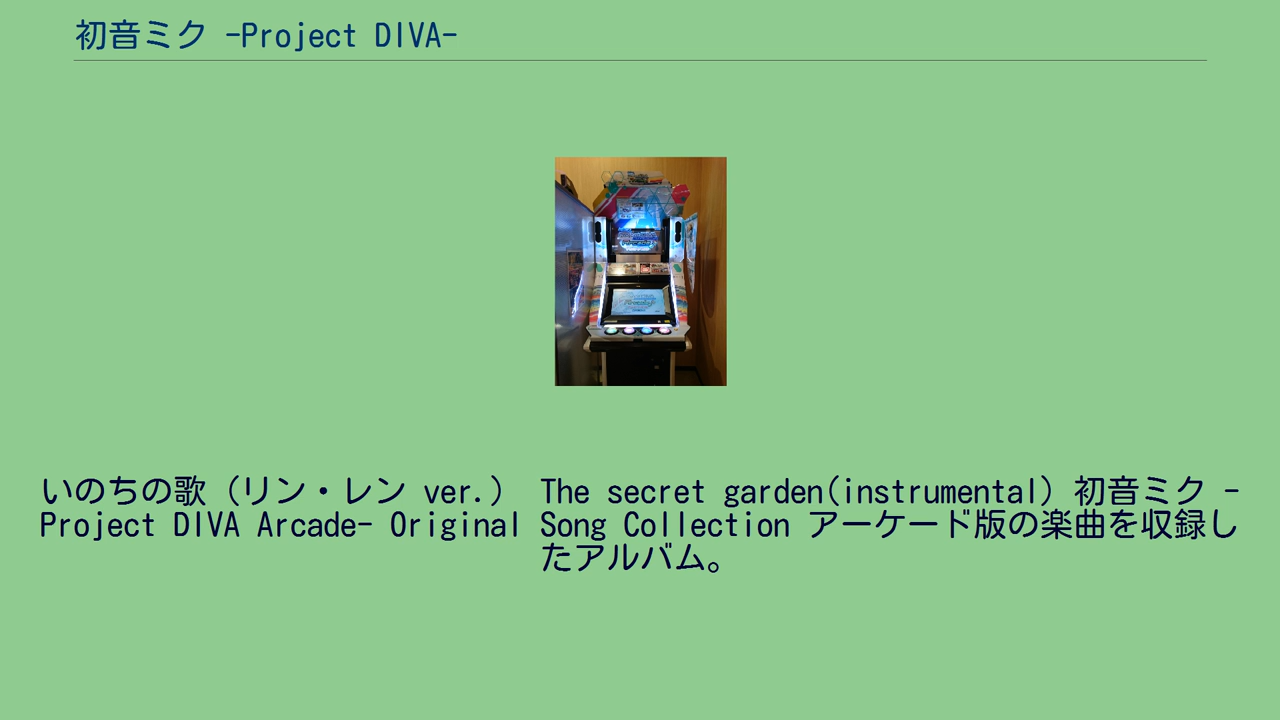 初音ミク -Project DIVA-
いのちの歌（リン・レン ver.） The secret garden(instrumental) 初音ミク -
Project DIVA Arcade- Original Song Collection アーケード版の楽曲を収録し
たアルバム。